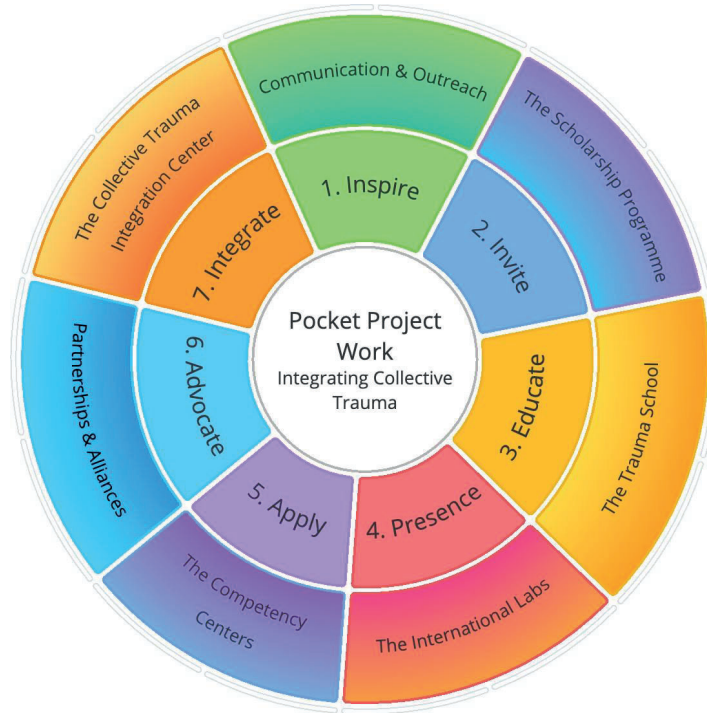 Pocket Project
Work
Integrating Collective
Trauma
1. Inspire
Communication & Outreach
2. Invite
The Scholarship Programme
3. Educate
The Trauma School
4. Presence
The International Labs
5. Apply
The Competency
Centers
6. Advocate
Partnerships & Alliances
7. Integrate
The Collective Trauma
Integration Center